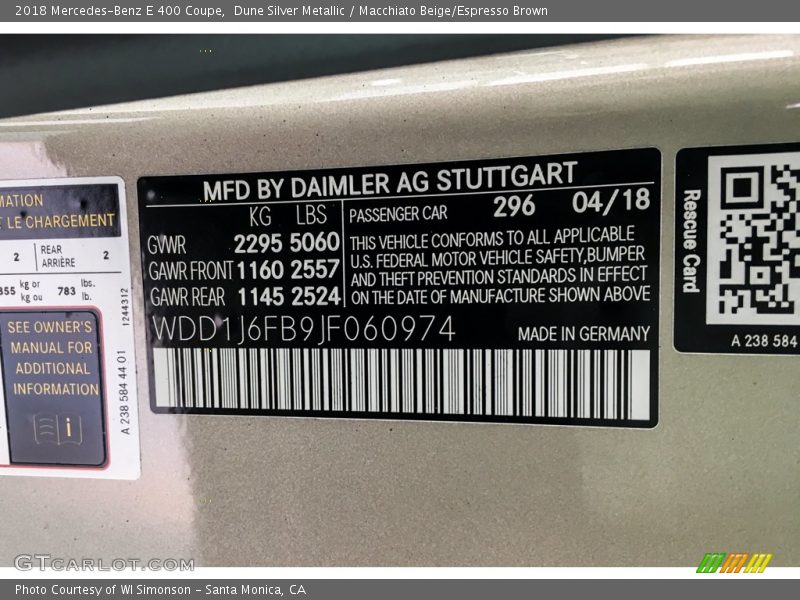 2018 Mercedes-Benz E 400 Coupe,  Dune Silver Metallic / Macchiato Beige/Espresso Brown
MATION
LE CHARGEMENT
2 REAR ARRIÈRE 2
kg or kg ou 783 lbs. lb.
SEE OWNER'S
MANUAL FOR
ADDITIONAL
INFORMATION
i
1244312
A 238 584 44 01
MFD BY DAIMLER AG STUTTGART
KG LBS
GVWR 2295 5060
GAWR FRONT 1160 2557
GAWR REAR 1145 2524
PASSENGER CAR 296 04/18
THIS VEHICLE CONFORMS TO ALL APPLICABLE
U.S. FEDERAL MOTOR VEHICLE SAFETY,BUMPER
AND THEFT PREVENTION STANDARDS IN EFFECT
ON THE DATE OF MANUFACTURE SHOWN ABOVE
WDD1J6FB9JF060974 MADE IN GERMANY
Rescue Card
A 238 584
GTCARLOT.COM
Photo Courtesy of WI Simonson - Santa Monica, CA